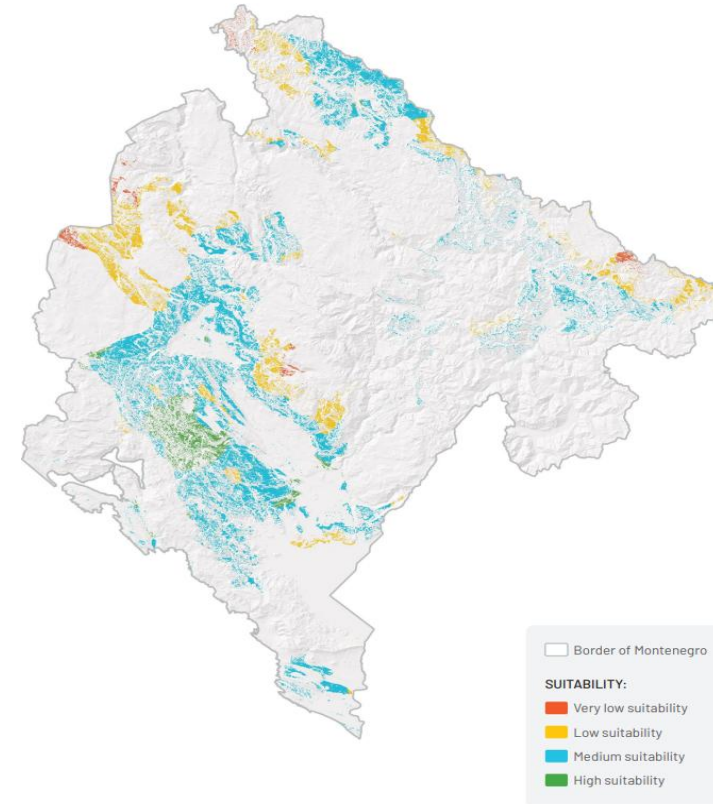 Border of Montenegro
SUITABILITY:
Very low suitability
Low suitability
Medium suitability
High suitability